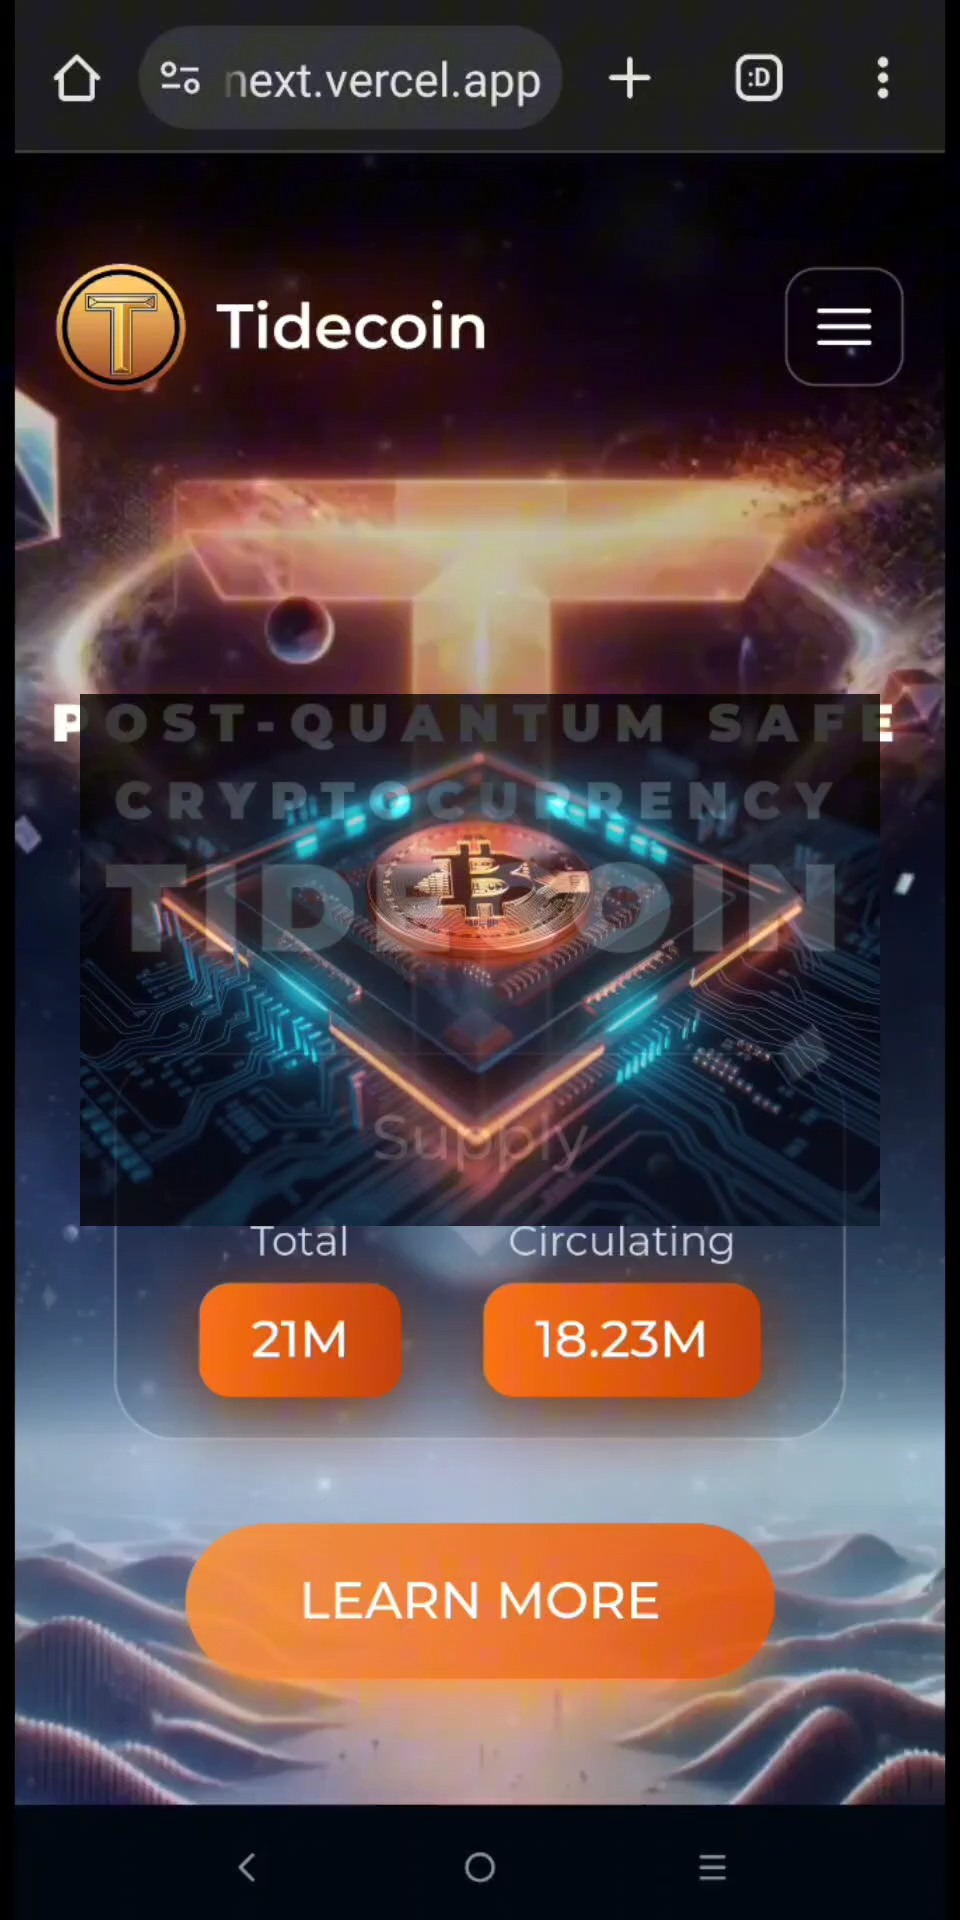 next.vercel.app
:D
Tidecoin
POST-QUANTUM SAFE
CRYPTOCURRENCY
TIDECOIN
Supply
Total Circulating
21M 18.23M
LEARN MORE